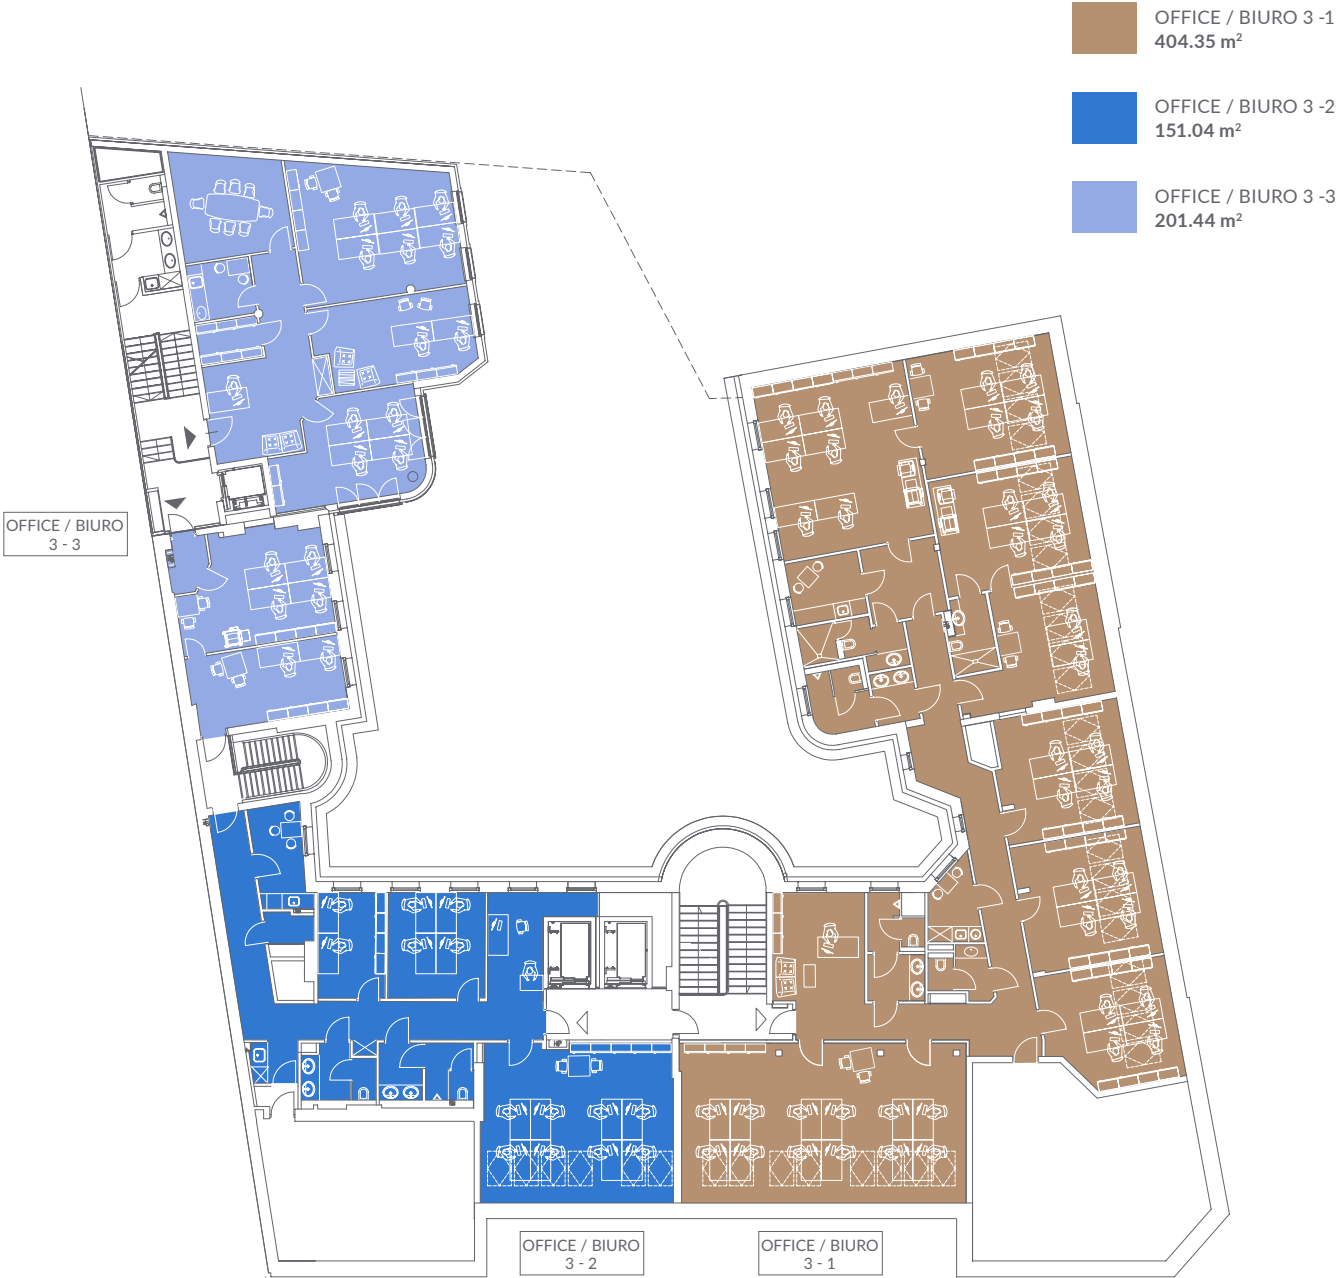 OFFICE / BIURO 3 -1
404.35 m²
OFFICE / BIURO 3 -2
151.04 m²
OFFICE / BIURO 3 -3
201.44 m²
OFFICE / BIURO
3 - 3
HP
OFFICE / BIURO
3 - 2
OFFICE / BIURO
3 - 1